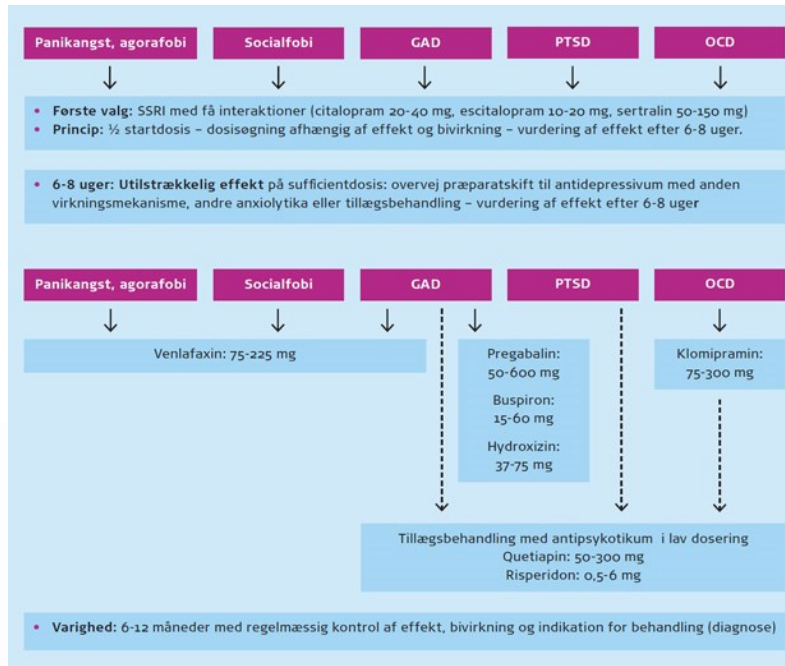 Panikangst, agorafobi
Socialfobi
GAD
PTSD
OCD
• Første valg: SSRI med få interaktioner (citalopram 20-40 mg, escitalopram 10-20 mg, sertralin 50-150 mg)
• Princip: ½ startdosis – dosisøgning afhængig af effekt og bivirkning – vurdering af effekt efter 6-8 uger.
• 6-8 uger: Utilstrækkelig effekt på sufficientdosis: overvej præparatskift til antidepressivum med anden
virkningsmekanisme, andre anxiolytika eller tillægsbehandling – vurdering af effekt efter 6-8 uger
Panikangst, agorafobi
Socialfobi
GAD
PTSD
OCD
Venlafaxin: 75-225 mg
Pregabalin:
50-600 mg
Buspiron:
15-60 mg
Hydroxizin:
37-75 mg
Klomipramin:
75-300 mg
Tillægsbehandling med antipsykotikum i lav dosering
Quetiapin: 50-300 mg
Risperidon: 0,5-6 mg
• Varighed: 6-12 måneder med regelmæssig kontrol af effekt, bivirkning og indikation for behandling (diagnose)